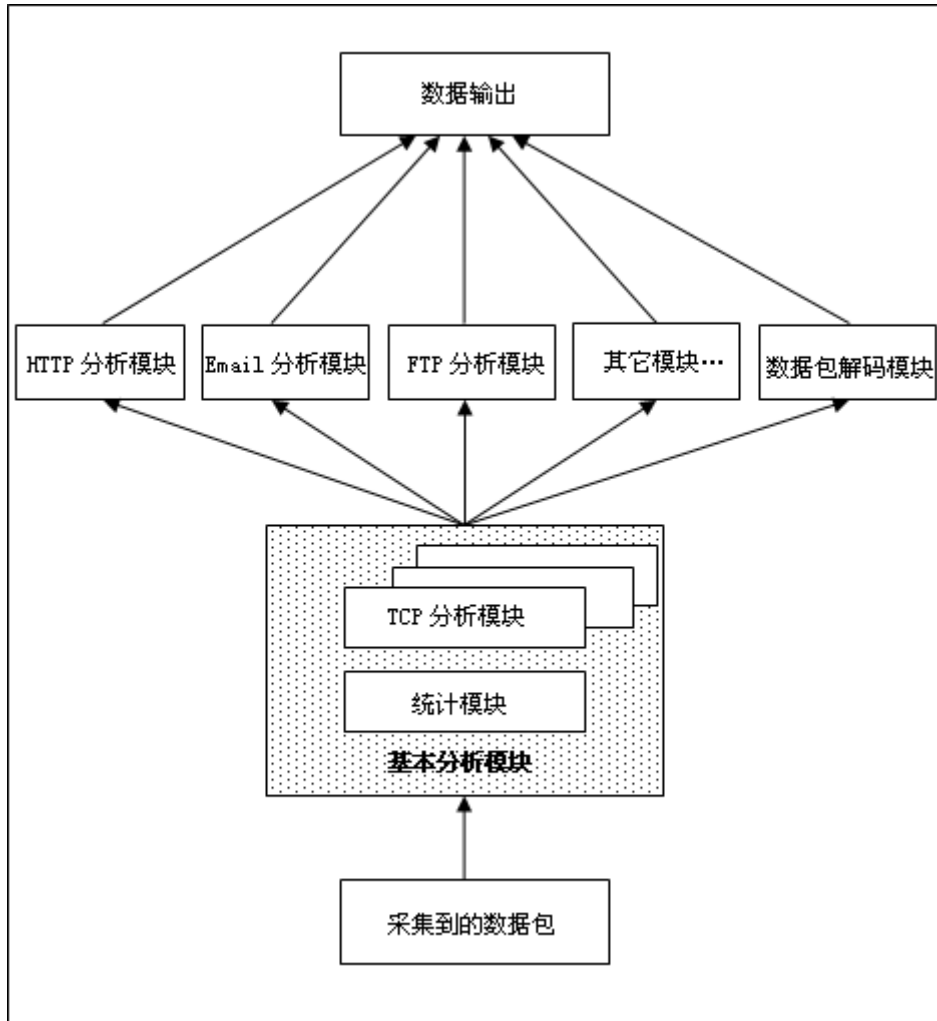 数据输出
HTTP 分析模块
Email 分析模块
FTP 分析模块
其它模块…
数据包解码模块
TCP 分析模块
统计模块
基本分析模块
采集到的数据包